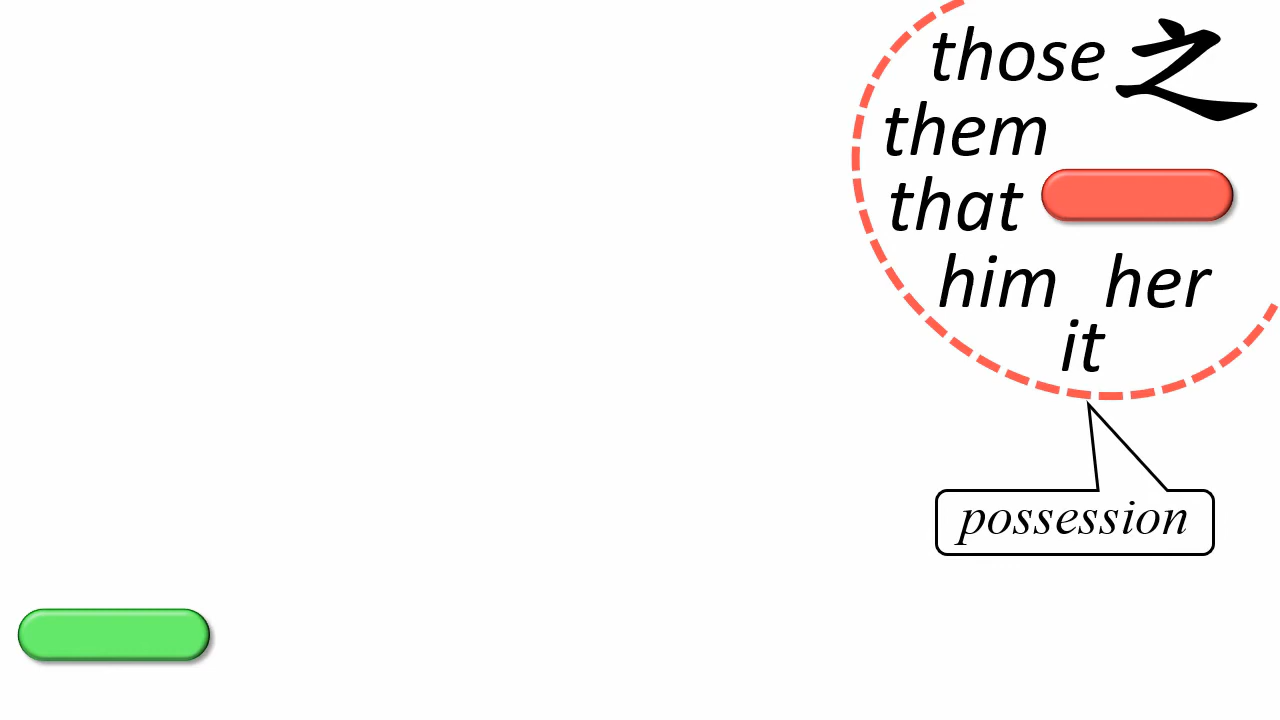 those 之
them
that
him her
it
possession